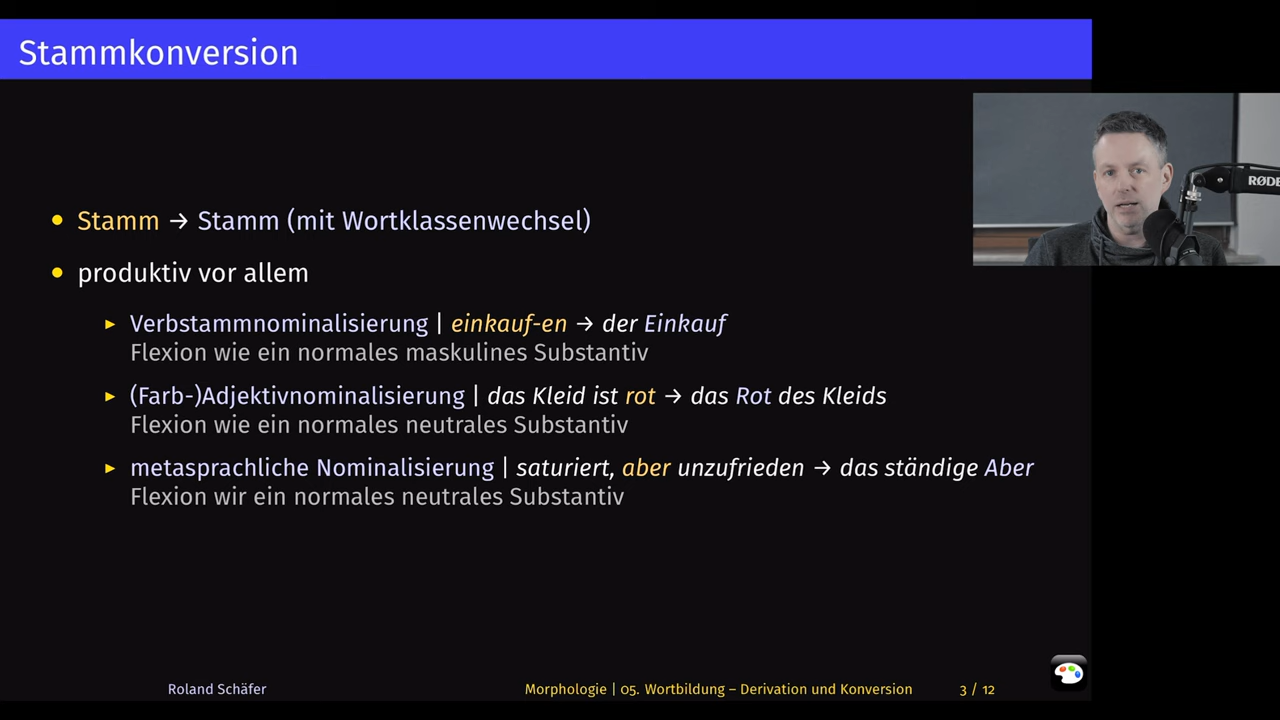 Stammkonversion
• Stamm → Stamm (mit Wortklassenwechsel)
• produktiv vor allem
▸ Verbstammnominalisierung | einkauf-en → der Einkauf
Flexion wie ein normales maskulines Substantiv
▸ (Farb-)Adjektivnominalisierung | das Kleid ist rot → das Rot des Kleids
Flexion wie ein normales neutrales Substantiv
▸ metasprachliche Nominalisierung | saturiert, aber unzufrieden → das ständige Aber
Flexion wir ein normales neutrales Substantiv
RØDE
Roland Schäfer
Morphologie | 05. Wortbildung – Derivation und Konversion
3 / 12